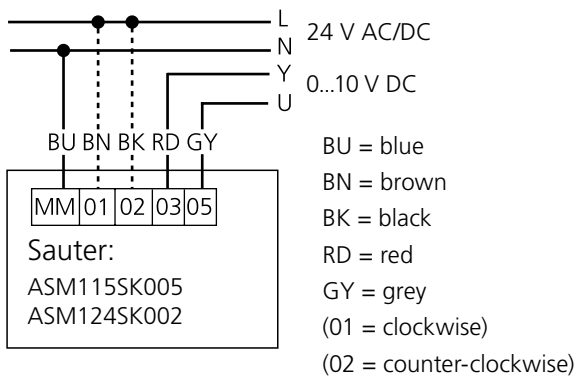 L
N
24 V AC/DC
Y
U
0...10 V DC
BU BN BK RD GY
MM 01 02 03 05
Sauter:
ASM115SK005
ASM124SK002
BU = blue
BN = brown
BK = black
RD = red
GY = grey
(01 = clockwise)
(02 = counter-clockwise)